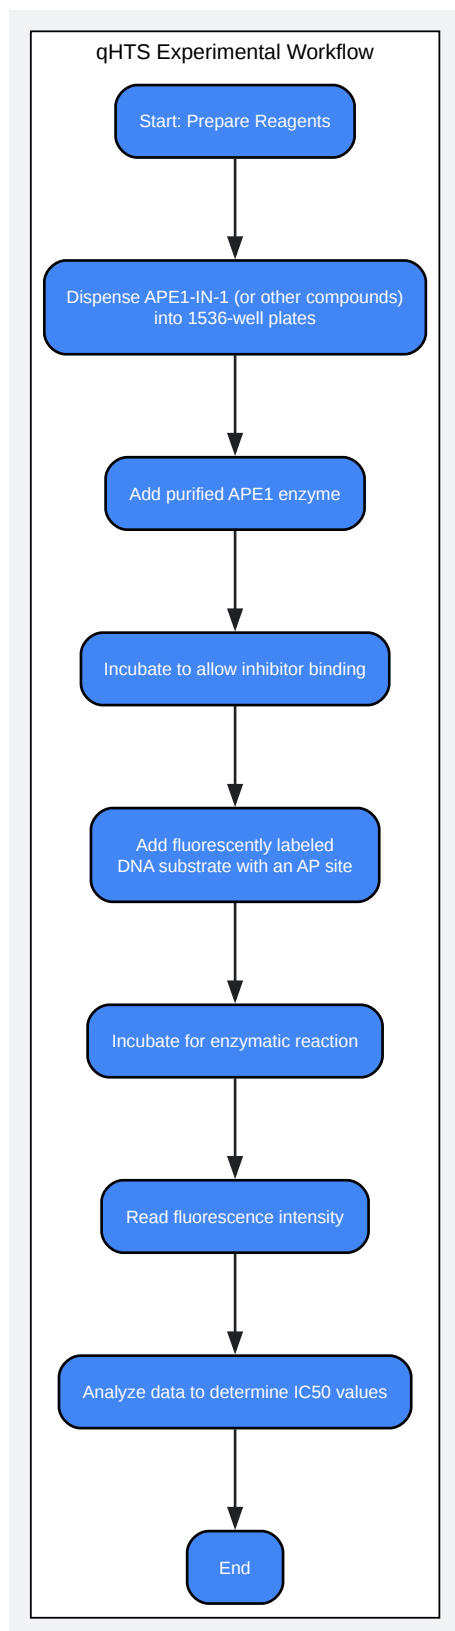 qHTS Experimental Workflow
Start: Prepare Reagents
Dispense APE1-IN-1 (or other compounds)
into 1536-well plates
Add purified APE1 enzyme
Incubate to allow inhibitor binding
Add fluorescently labeled
DNA substrate with an AP site
Incubate for enzymatic reaction
Read fluorescence intensity
Analyze data to determine IC50 values
End